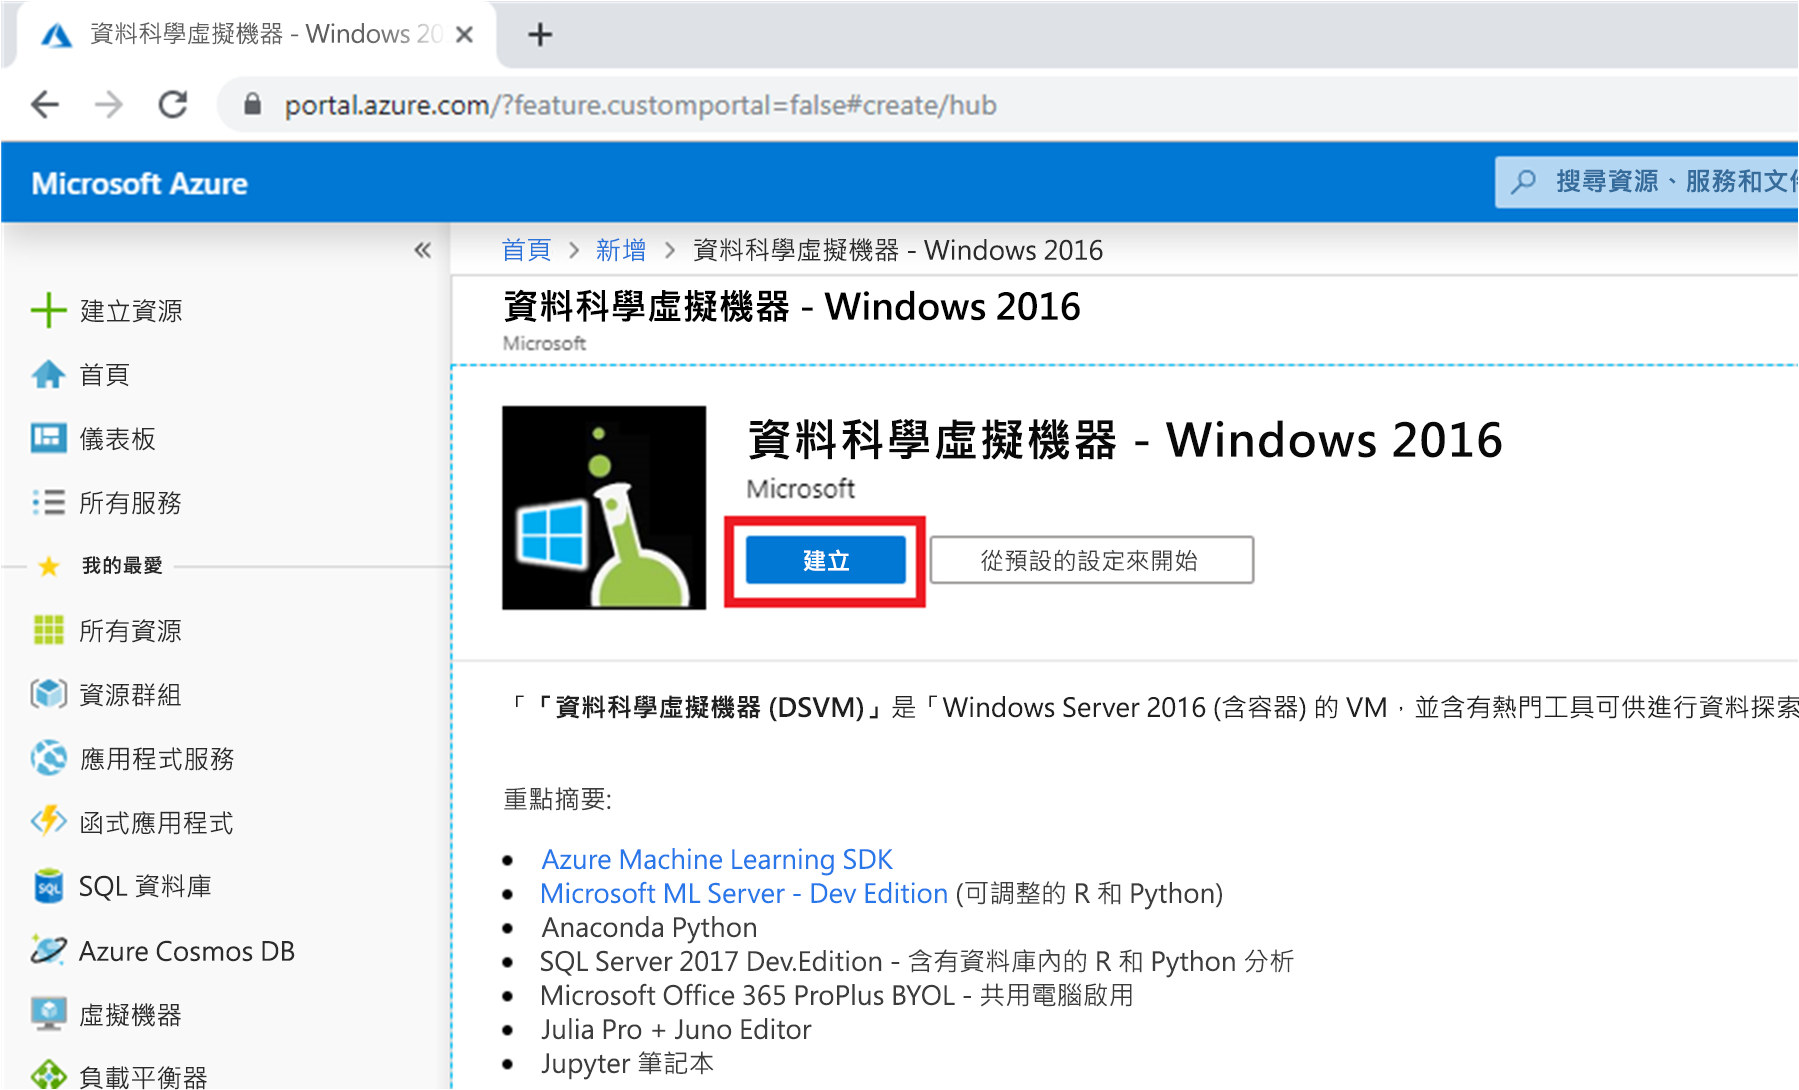 資料科學虛擬機器 - Windows 20
portal.azure.com/?feature.customportal=false#create/hub
Microsoft Azure
搜尋資源、服務和文件
«
首頁 > 新增 > 資料科學虛擬機器 - Windows 2016
資料科學虛擬機器 - Windows 2016
Microsoft
建立資源
首頁
儀表板
所有服務
我的最愛
所有資源
資源群組
應用程式服務
函式應用程式
SQL 資料庫
Azure Cosmos DB
虛擬機器
負載平衡器
資料科學虛擬機器 - Windows 2016
Microsoft
建立
從預設的設定來開始
「「資料科學虛擬機器 (DSVM)」是「Windows Server 2016 (含容器) 的 VM，並含有熱門工具可供進行資料探索
重點摘要:
• Azure Machine Learning SDK
• Microsoft ML Server - Dev Edition (可調整的 R 和 Python)
• Anaconda Python
• SQL Server 2017 Dev.Edition - 含有資料庫內的 R 和 Python 分析
• Microsoft Office 365 ProPlus BYOL - 共用電腦啟用
• Julia Pro + Juno Editor
• Jupyter 筆記本